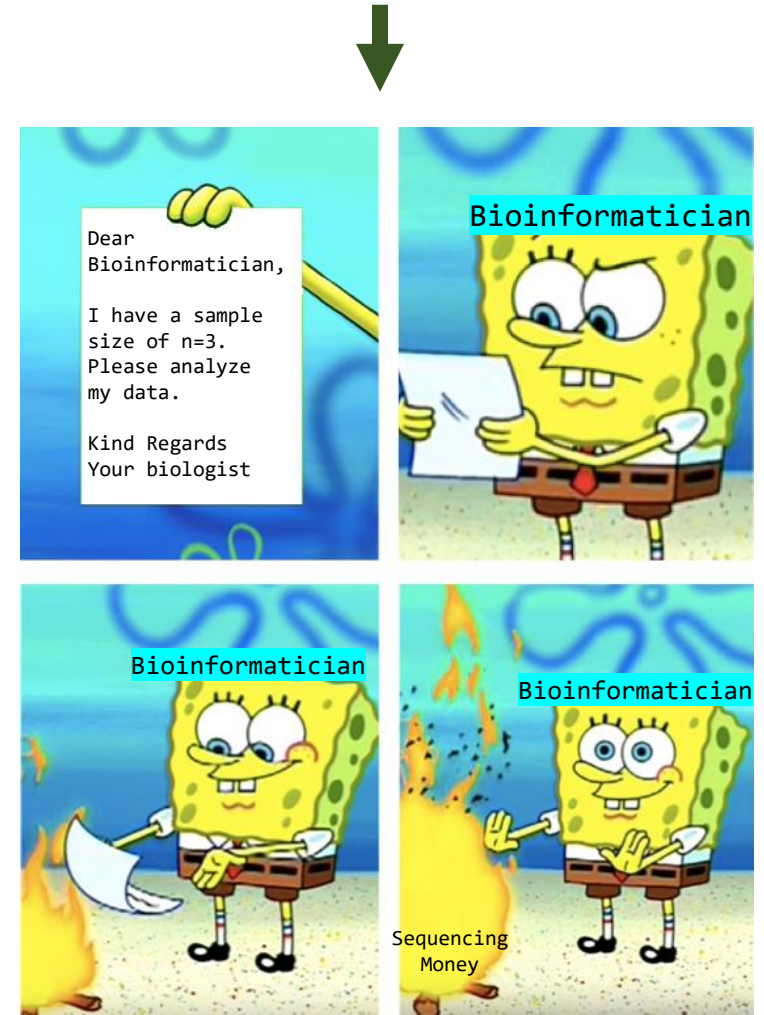 Dear
Bioinformatician,
I have a sample
size of n=3.
Please analyze
my data.
Kind Regards
Your biologist
Bioinformatician
Bioinformatician
Bioinformatician
Sequencing
Money